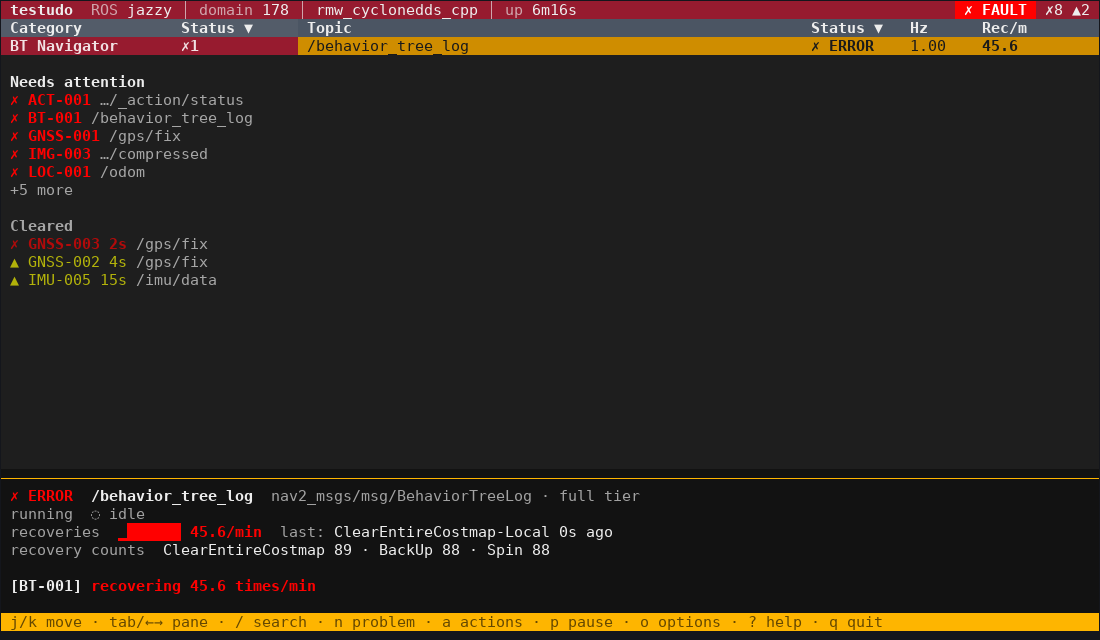 testudo ROS jazzy │ domain 178 │ rmw_cyclonedds_cpp │ up 6m16s ✗ FAULT ✗8 ▲2
Category Status ▼ Topic Status ▼ Hz Rec/m
BT Navigator ✗1 /behavior_tree_log ✗ ERROR 1.00 45.6
Needs attention
✗ ACT-001 …/_action/status
✗ BT-001 /behavior_tree_log
✗ GNSS-001 /gps/fix
✗ IMG-003 …/compressed
✗ LOC-001 /odom
+5 more
Cleared
✗ GNSS-003 2s /gps/fix
▲ GNSS-002 4s /gps/fix
▲ IMU-005 15s /imu/data
✗ ERROR /behavior_tree_log nav2_msgs/msg/BehaviorTreeLog · full tier
running ◌ idle
recoveries 45.6/min last: ClearEntireCostmap-Local 0s ago
recovery counts ClearEntireCostmap 89 · BackUp 88 · Spin 88
[BT-001] recovering 45.6 times/min
j/k move · tab/←→ pane · / search · n problem · a actions · p pause · o options · ? help · q quit